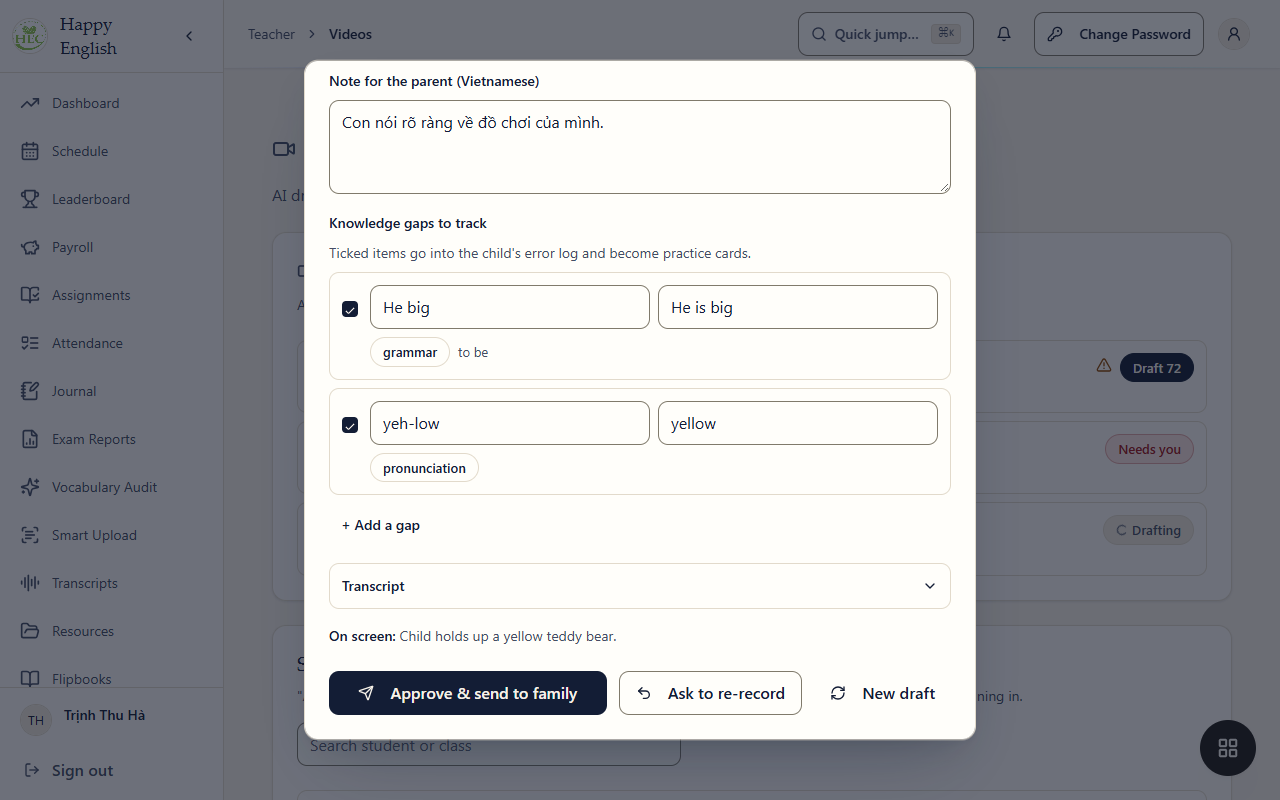 HEC
Happy
English
Teacher
Videos
Quick jump...
⌘K
Change Password
Dashboard
Schedule
Leaderboard
Payroll
Assignments
Attendance
Journal
Exam Reports
Vocabulary Audit
Smart Upload
Transcripts
Resources
Flipbooks
TH
Trịnh Thu Hà
Sign out
AI dr
Note for the parent (Vietnamese)
Con nói rõ ràng về đồ chơi của mình.
Knowledge gaps to track
Ticked items go into the child's error log and become practice cards.
He big
He is big
grammar
to be
yeh-low
yellow
pronunciation
+ Add a gap
Transcript
On screen: Child holds up a yellow teddy bear.
Approve & send to family
Ask to re-record
New draft
Draft 72
Needs you
Drafting
ning in.
Search student or class